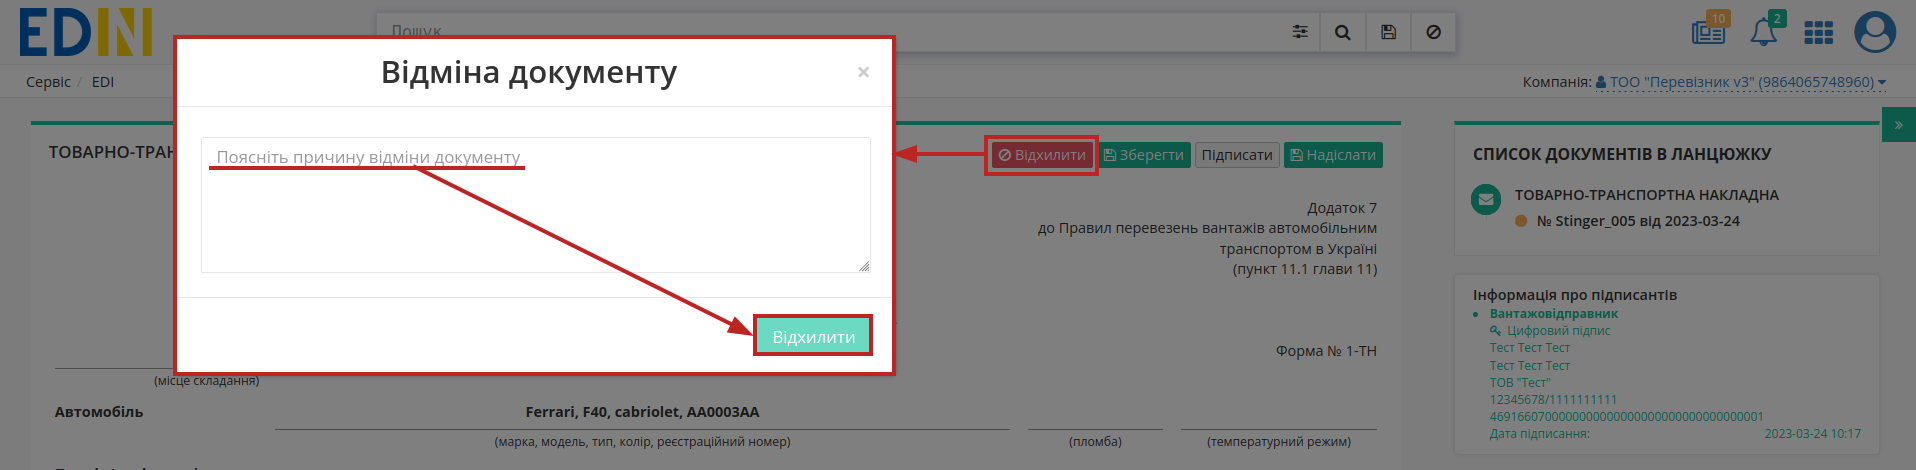 EDIN
Пошук
10
2
Сервіс / EDI
Компанія: ТОО "Перевізник v3" (9864065748960)
Відміна документу
×
Поясніть причину відміни документу
Відхилити
ТОВАРНО-ТРАН
Відхилити Зберегти Підписати Надіслати
Додаток 7
до Правил перевезень вантажів автомобільним
транспортом в Україні
(пункт 11.1 глави 11)
Форма № 1-ТН
(місце складання)
Автомобіль Ferrari, F40, cabriolet, AA0003AA
(марка, модель, тип, колір, реєстраційний номер) (пломба) (температурний режим)
»
СПИСОК ДОКУМЕНТІВ В ЛАНЦЮЖКУ
ТОВАРНО-ТРАНСПОРТНА НАКЛАДНА
№ Stinger_005 від 2023-03-24
Інформація про підписантів
Вантажовідправник
Цифровий підпис
Тест Тест Тест
Тест Тест Тест
ТОВ "Тест"
12345678/1111111111
Дата підписання: 2023-03-24 10:17